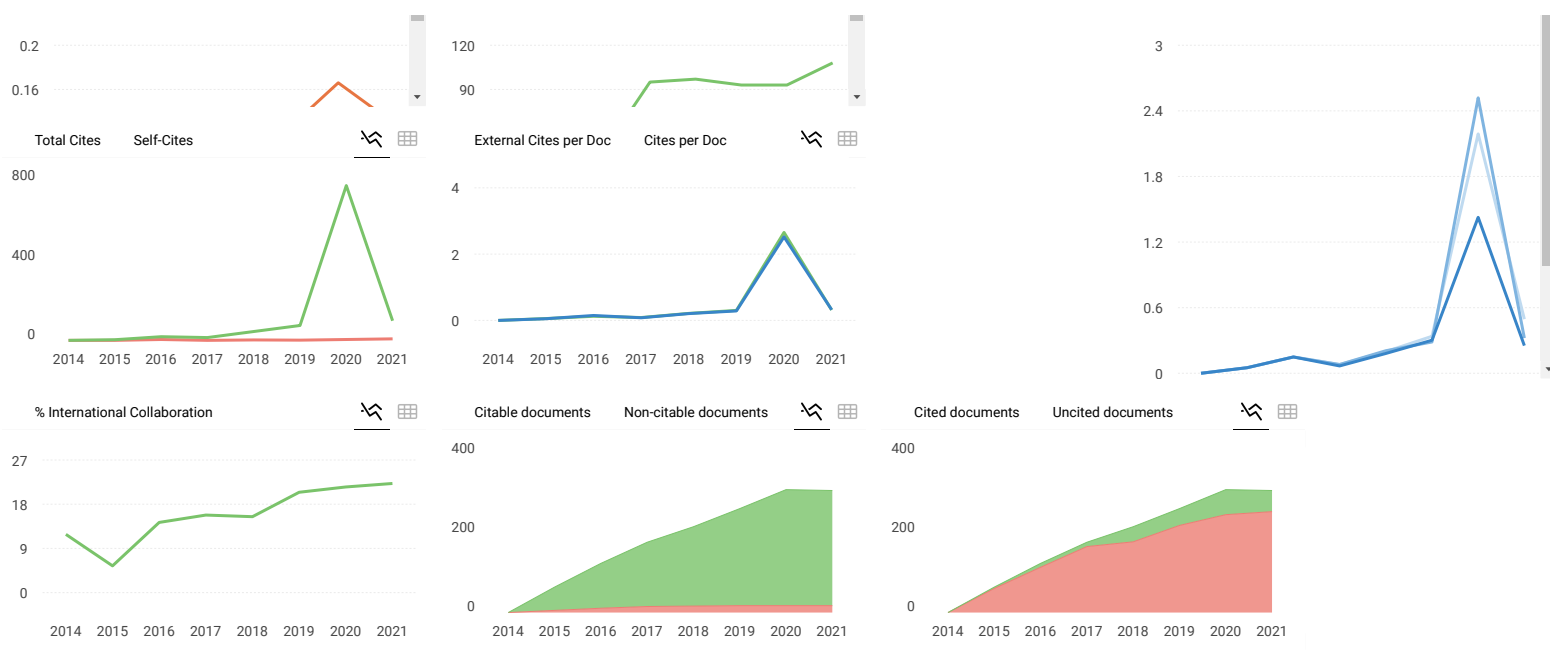 0.2
0.16
120
90
3
2.4
1.8
1.2
0.6
0
Total Cites Self-Cites
800
400
0
2014 2015 2016 2017 2018 2019 2020 2021
External Cites per Doc Cites per Doc
4
2
0
2014 2015 2016 2017 2018 2019 2020 2021
% International Collaboration
27
18
9
0
2014 2015 2016 2017 2018 2019 2020 2021
Citable documents Non-citable documents
400
200
0
2014 2015 2016 2017 2018 2019 2020 2021
Cited documents Uncited documents
400
200
0
2014 2015 2016 2017 2018 2019 2020 2021